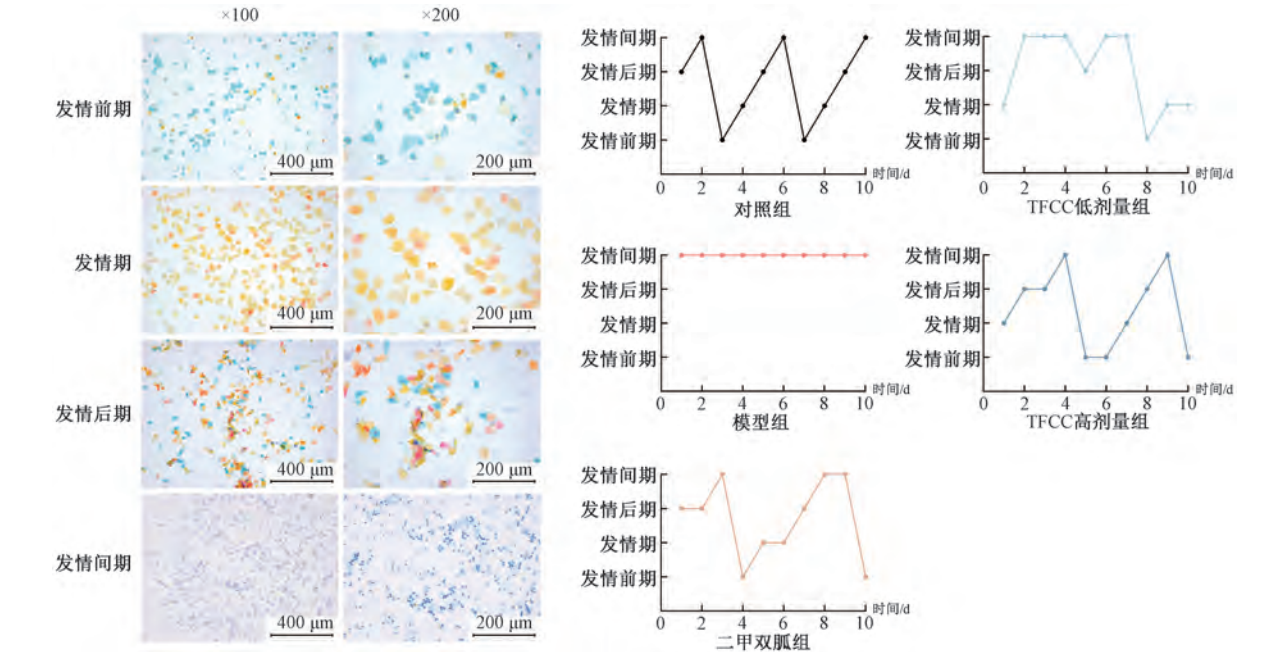 ×100 ×200
发情前期
400 μm 200 μm
发情期
400 μm 200 μm
发情后期
400 μm 200 μm
发情间期
400 μm 200 μm
发情间期
发情后期
发情期
发情前期
0 2 4 6 8 10 时间/d
对照组
发情间期
发情后期
发情期
发情前期
0 2 4 6 8 10 时间/d
TFCC低剂量组
发情间期
发情后期
发情期
发情前期
0 2 4 6 8 10 时间/d
模型组
发情间期
发情后期
发情期
发情前期
0 2 4 6 8 10 时间/d
TFCC高剂量组
发情间期
发情后期
发情期
发情前期
0 2 4 6 8 10 时间/d
二甲双胍组